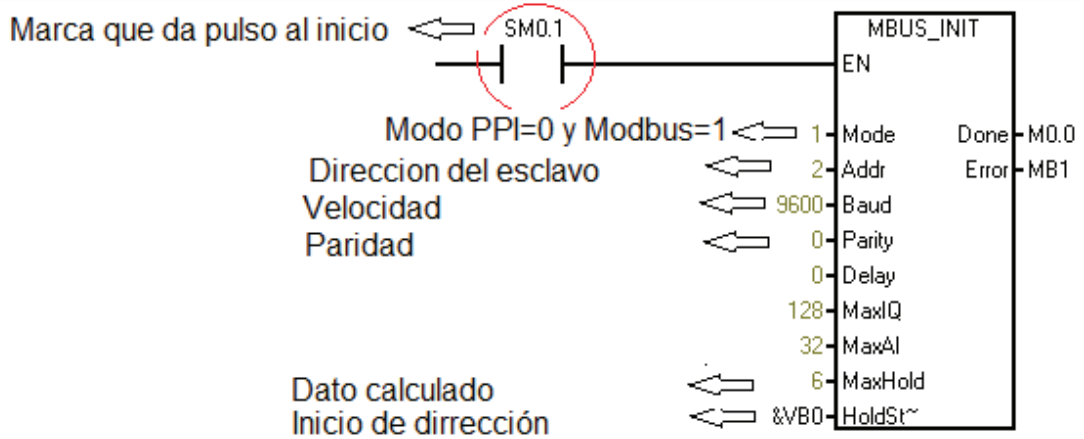 Marca que da pulso al inicio SM0.1 MBUS_INIT
EN
Modo PPI=0 y Modbus=1 1 Mode Done M0.0
Direccion del esclavo 2 Addr Error MB1
Velocidad 9600 Baud
Paridad 0 Parity
0 Delay
128 MaxIQ
32 MaxAI
Dato calculado 6 MaxHold
Inicio de dirrección &VB0 HoldSt~